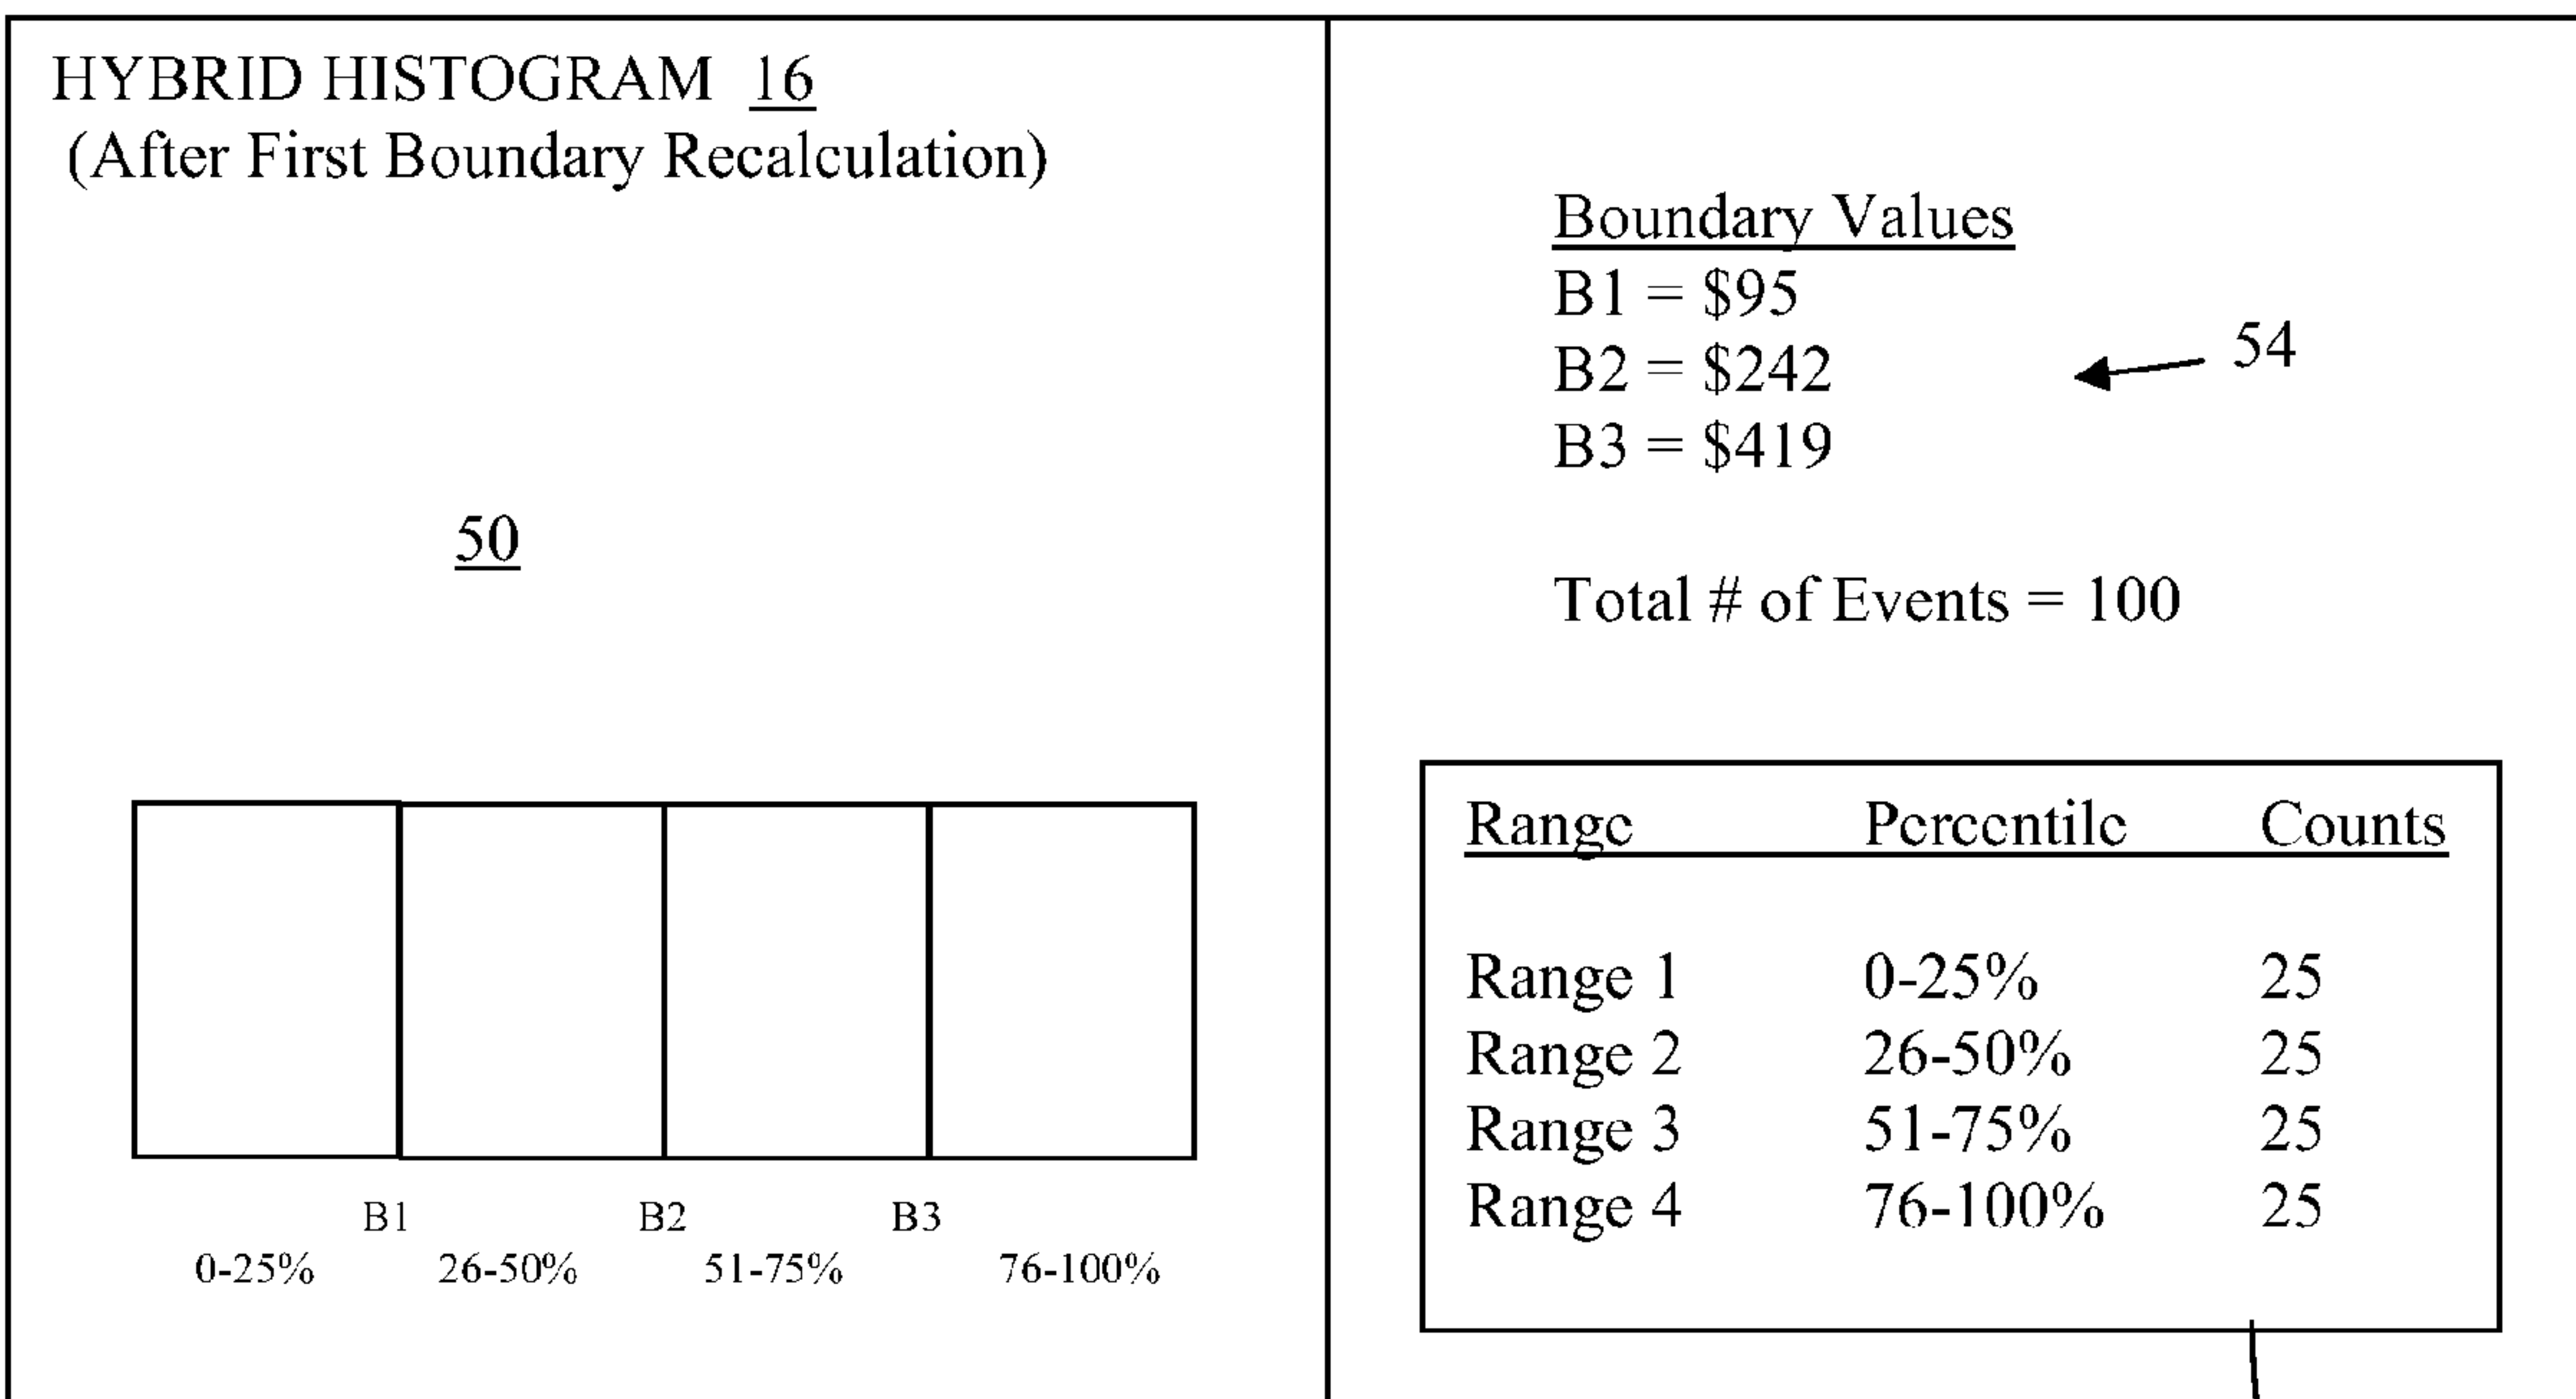 HYBRID HISTOGRAM 16
(After First Boundary Recalculation)
50
B1 B2 B3
0-25% 26-50% 51-75% 76-100%
Boundary Values
B1 = $95
B2 = $242
B3 = $419
54
Total # of Events = 100
Range Percentile Counts
Range 1 0-25% 25
Range 2 26-50% 25
Range 3 51-75% 25
Range 4 76-100% 25